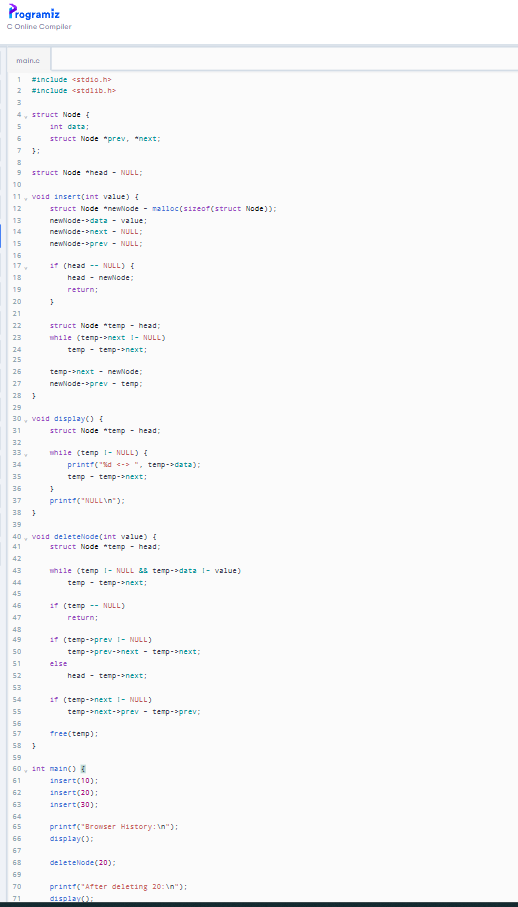 Programiz
C Online Compiler
main.c
1 #include <stdio.h>
2 #include <stdlib.h>
3
4 struct Node {
5 int data;
6 struct Node *prev, *next;
7 };
8
9 struct Node *head = NULL;
10
11 void insert(int value) {
12 struct Node *newNode = malloc(sizeof(struct Node));
13 newNode->data = value;
14 newNode->next = NULL;
15 newNode->prev = NULL;
16
17 if (head == NULL) {
18 head = newNode;
19 return;
20 }
21
22 struct Node *temp = head;
23 while (temp->next != NULL)
24 temp = temp->next;
25
26 temp->next = newNode;
27 newNode->prev = temp;
28 }
29
30 void display() {
31 struct Node *temp = head;
32
33 while (temp != NULL) {
34 printf("%d <-> ", temp->data);
35 temp = temp->next;
36 }
37 printf("NULL\n");
38 }
39
40 void deleteNode(int value) {
41 struct Node *temp = head;
42
43 while (temp != NULL && temp->data != value)
44 temp = temp->next;
45
46 if (temp == NULL)
47 return;
48
49 if (temp->prev != NULL)
50 temp->prev->next = temp->next;
51 else
52 head = temp->next;
53
54 if (temp->next != NULL)
55 temp->next->prev = temp->prev;
56
57 free(temp);
58 }
59
60 int main() {
61 insert(10);
62 insert(20);
63 insert(30);
64
65 printf("Browser History:\n");
66 display();
67
68 deleteNode(20);
69
70 printf("After deleting 20:\n");
71 display();